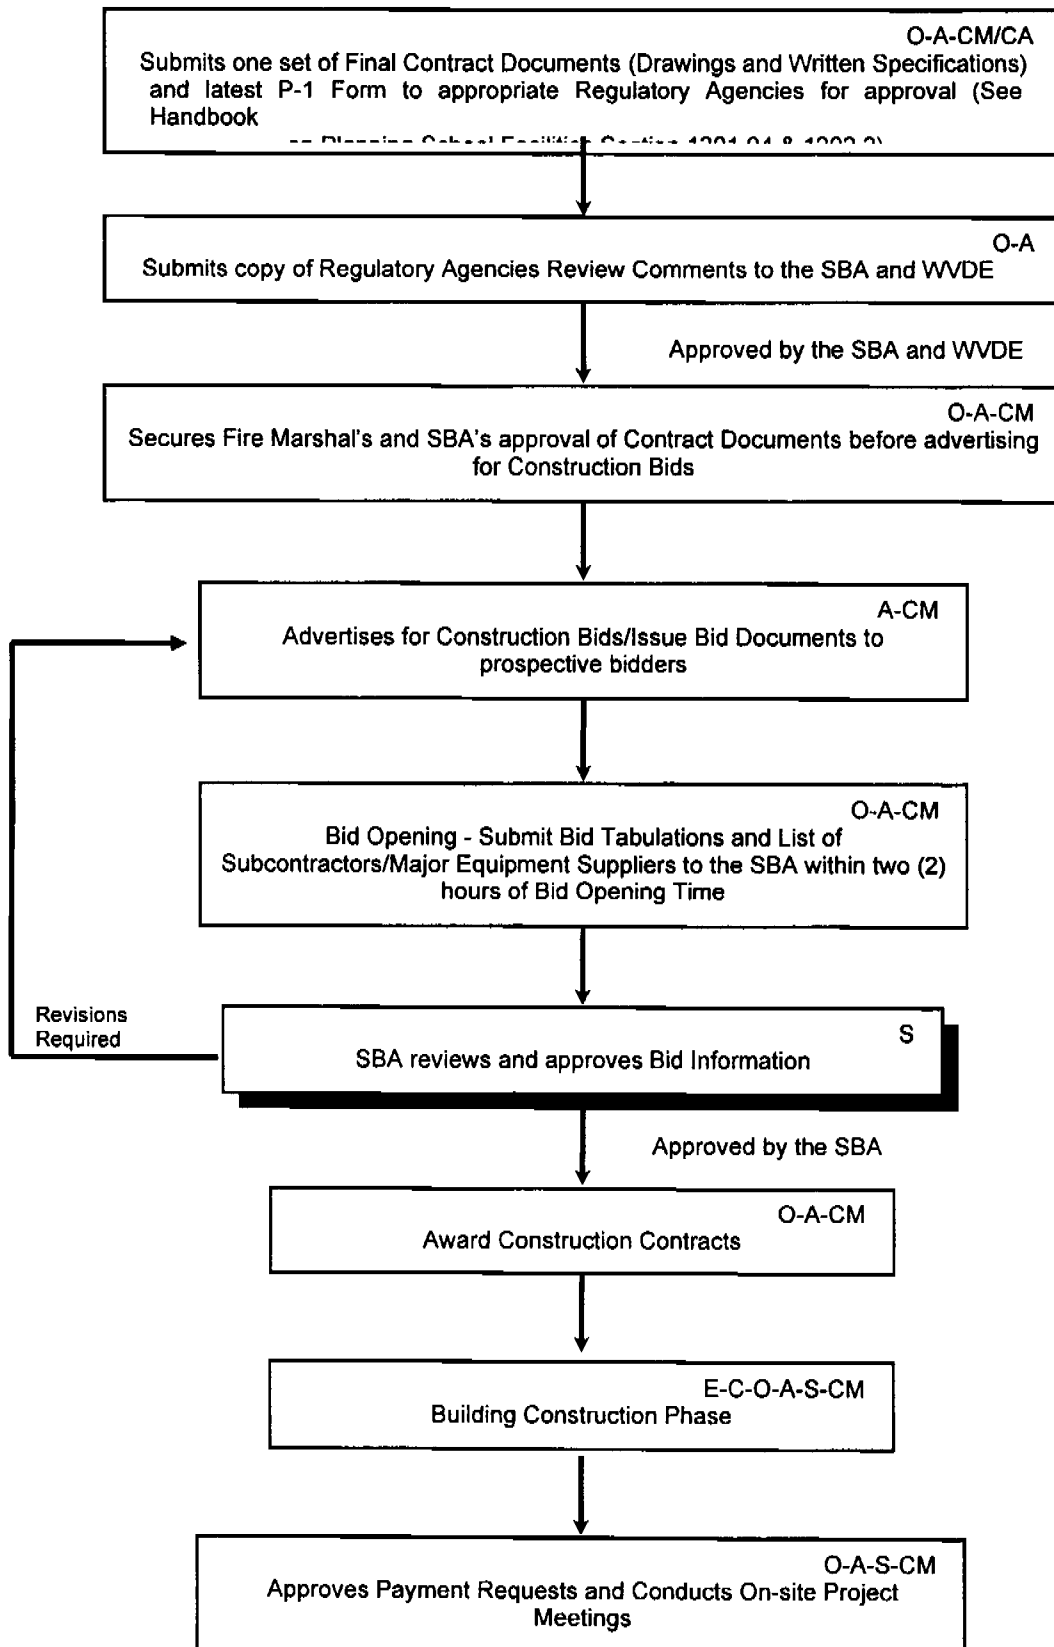 O-A-CM/CA
Submits one set of Final Contract Documents (Drawings and Written Specifications)
and latest P-1 Form to appropriate Regulatory Agencies for approval (See
Handbook
on Planning School Facilities Section
O-A
Submits copy of Regulatory Agencies Review Comments to the SBA and WVDE
Approved by the SBA and WVDE
O-A-CM
Secures Fire Marshal's and SBA's approval of Contract Documents before advertising
for Construction Bids
A-CM
Advertises for Construction Bids/Issue Bid Documents to
prospective bidders
O-A-CM
Bid Opening - Submit Bid Tabulations and List of
Subcontractors/Major Equipment Suppliers to the SBA within two (2)
hours of Bid Opening Time
Revisions
Required
S
SBA reviews and approves Bid Information
Approved by the SBA
O-A-CM
Award Construction Contracts
E-C-O-A-S-CM
Building Construction Phase
O-A-S-CM
Approves Payment Requests and Conducts On-site Project
Meetings